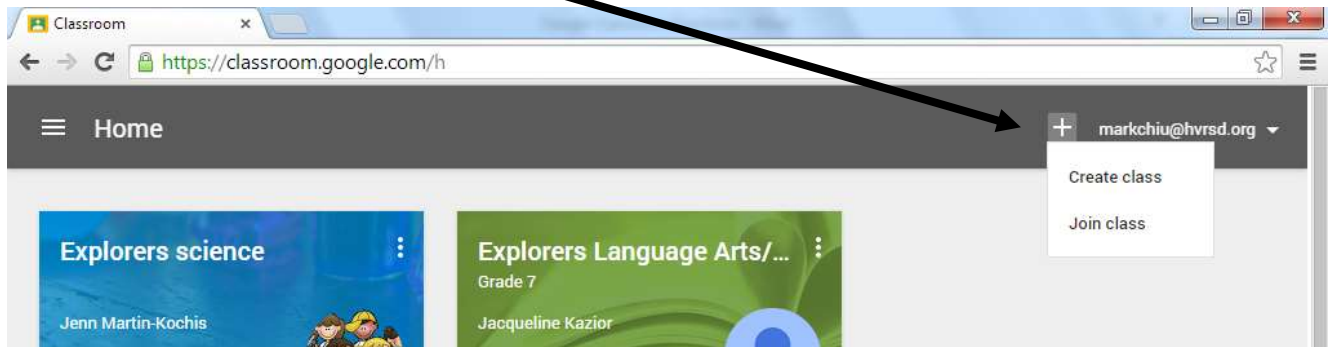 Classroom
https://classroom.google.com/h
Home
markchiu@hvrsd.org
Create class
Join class
Explorers science
Jenn Martin-Kochis
Explorers Language Arts/...
Grade 7
Jacqueline Kazior